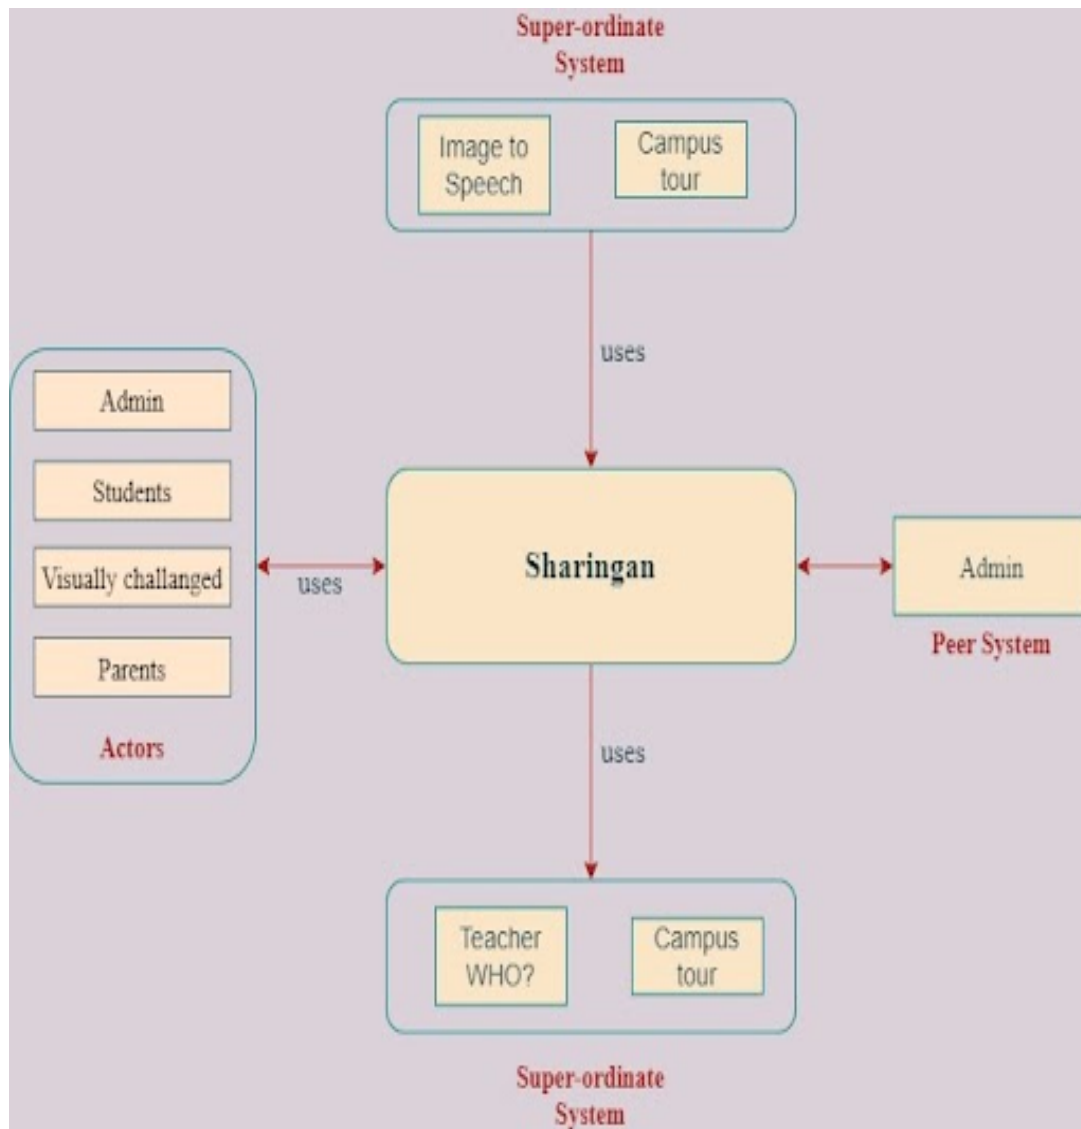 Super-ordinate
System
Image to
Speech
Campus
tour
uses
Admin
Students
Visually challanged
Parents
Actors
uses
Sharingan
Admin
Peer System
uses
Teacher
WHO?
Campus
tour
Super-ordinate
System